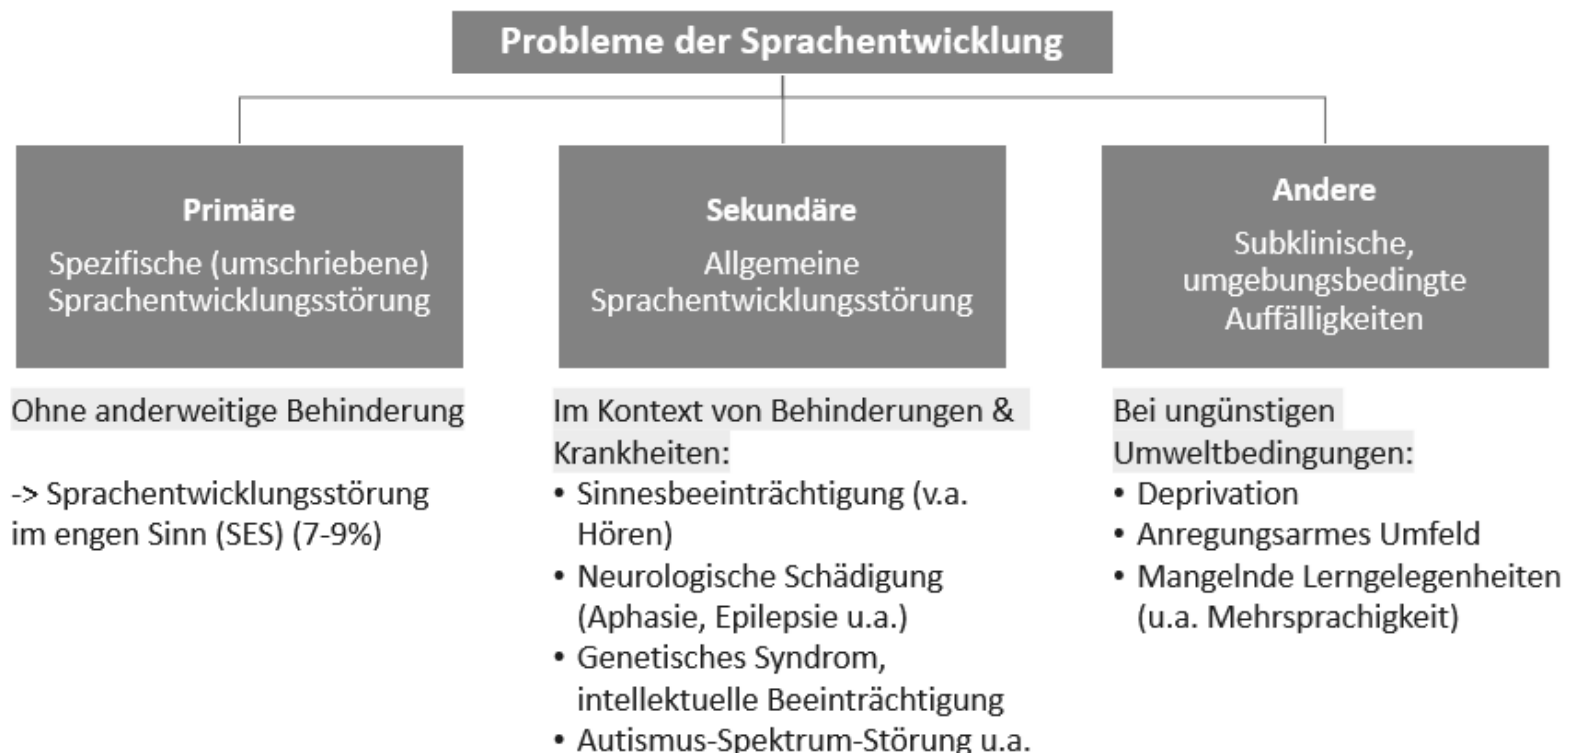 Probleme der Sprachentwicklung
Primäre
Spezifische (umschriebene)
Sprachentwicklungsstörung
Ohne anderweitige Behinderung
-> Sprachentwicklungsstörung
im engen Sinn (SES) (7-9%)
Sekundäre
Allgemeine
Sprachentwicklungsstörung
Im Kontext von Behinderungen &
Krankheiten:
• Sinnesbeeinträchtigung (v.a.
Hören)
• Neurologische Schädigung
(Aphasie, Epilepsie u.a.)
• Genetisches Syndrom,
intellektuelle Beeinträchtigung
• Autismus-Spektrum-Störung u.a.
Andere
Subklinische,
umgebungsbedingte
Auffälligkeiten
Bei ungünstigen
Umweltbedingungen:
• Deprivation
• Anregungsarmes Umfeld
• Mangelnde Lerngelegenheiten
(u.a. Mehrsprachigkeit)